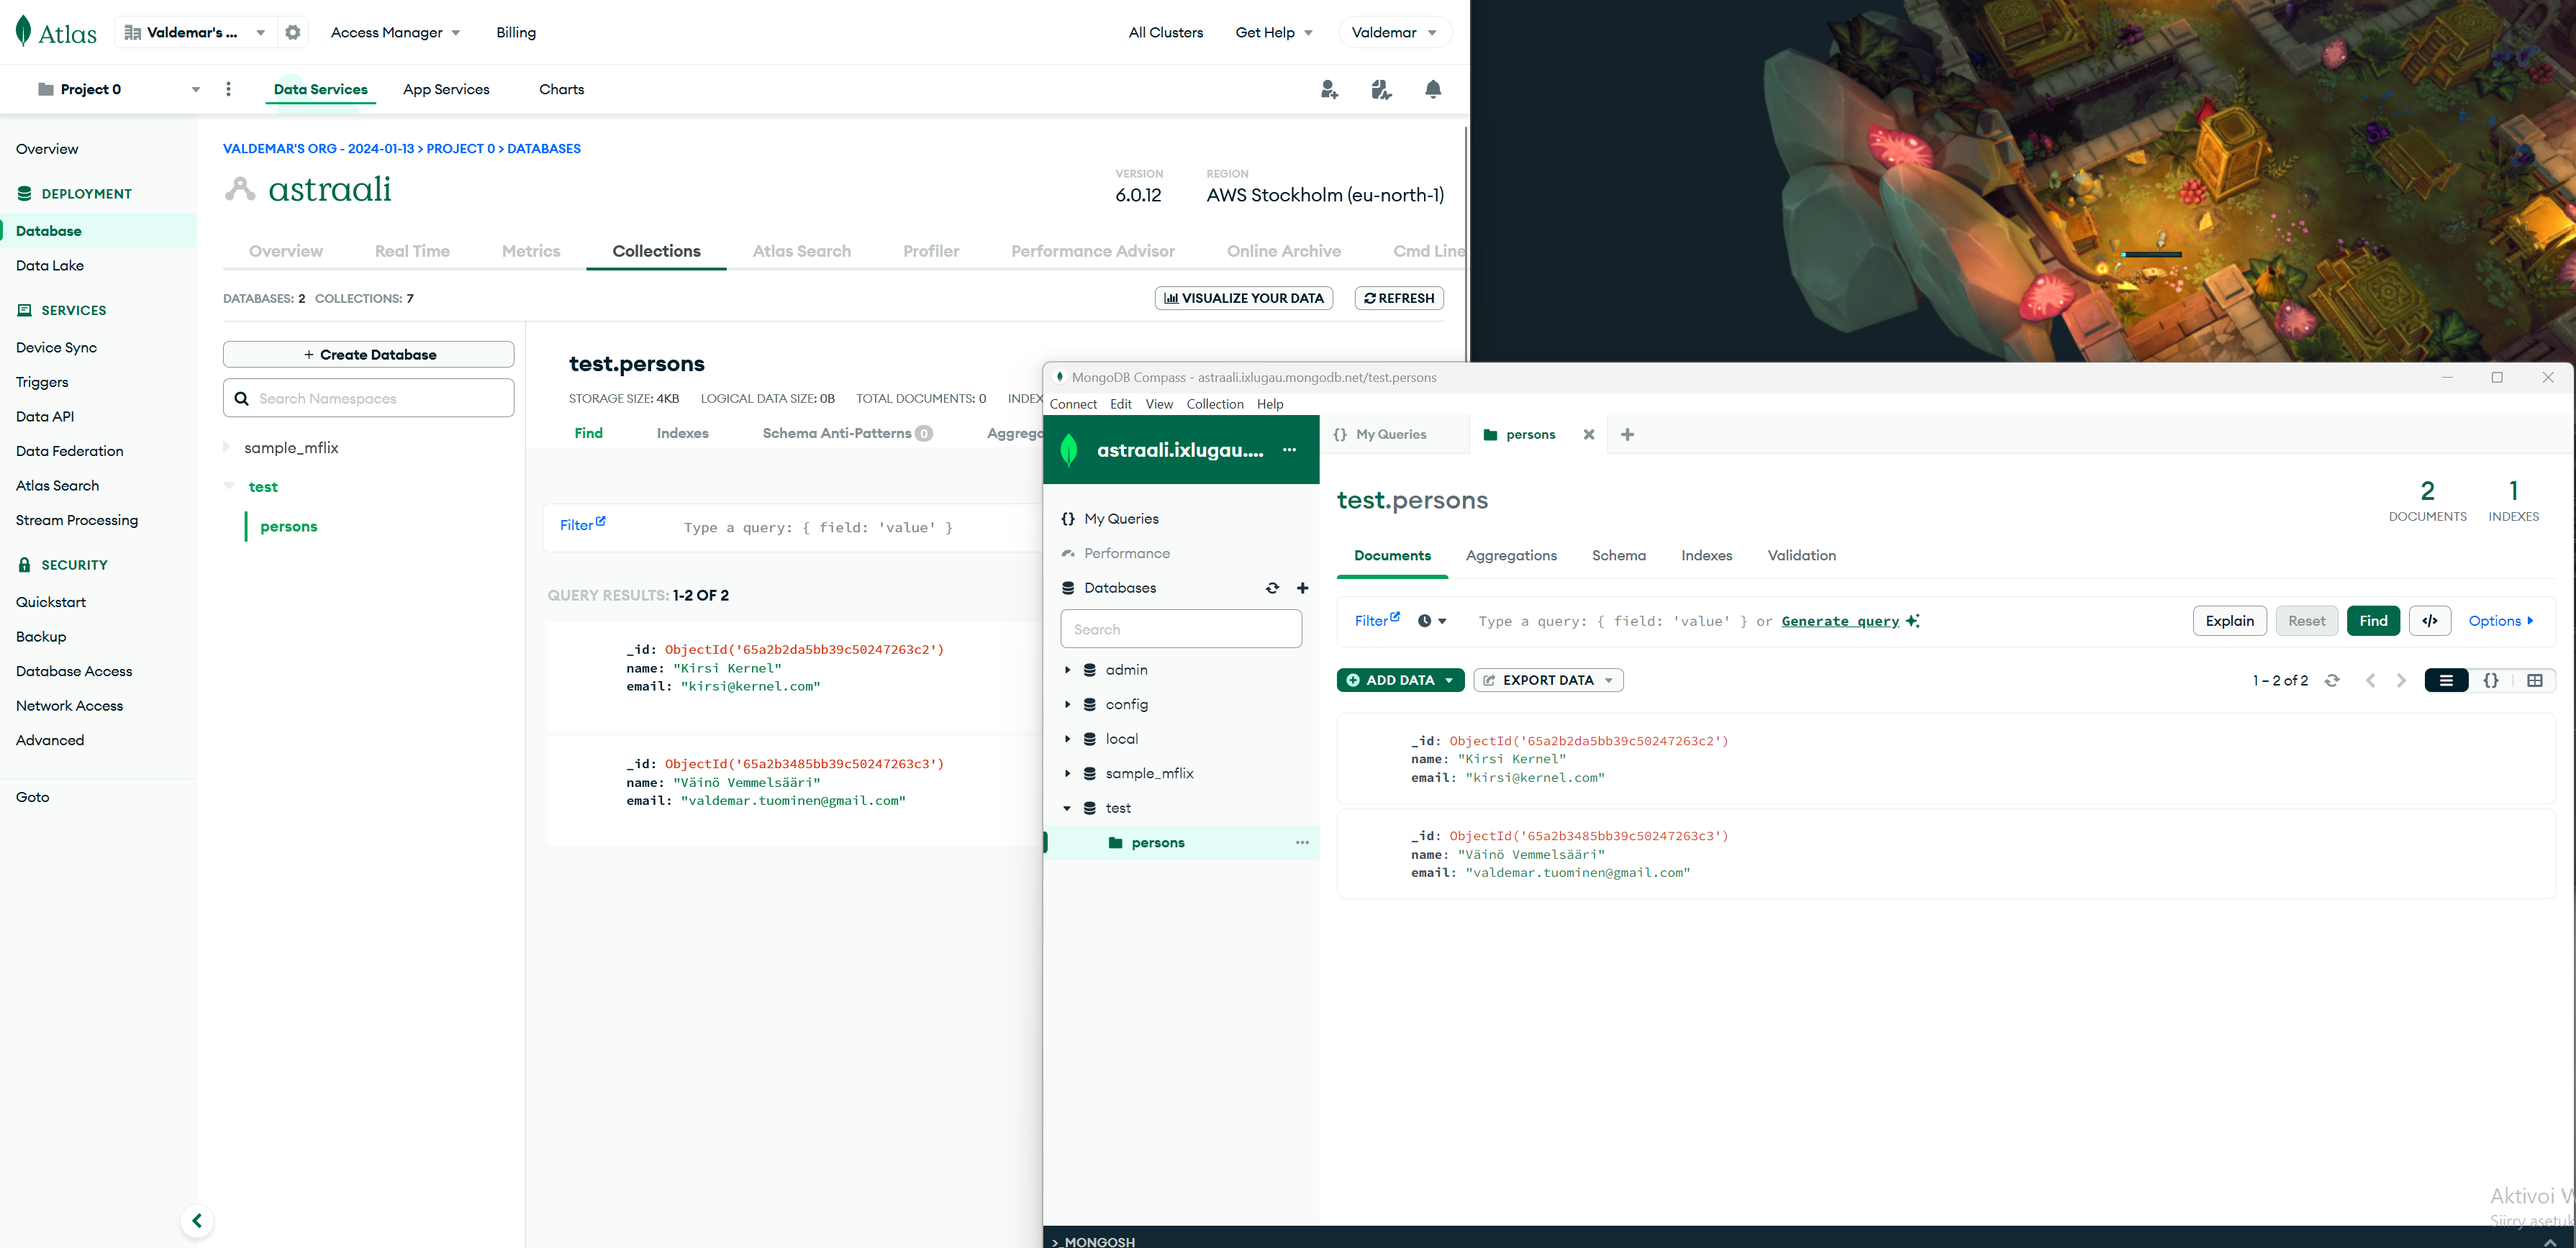 Atlas
Valdemar's ...
Access Manager
Billing
All Clusters
Get Help
Valdemar
Project 0
Data Services
App Services
Charts
Overview
DEPLOYMENT
Database
Data Lake
SERVICES
Device Sync
Triggers
Data API
Data Federation
Atlas Search
Stream Processing
SECURITY
Quickstart
Backup
Database Access
Network Access
Advanced
Goto
VALDEMAR'S ORG - 2024-01-13 > PROJECT 0 > DATABASES
astraali
VERSION
6.0.12
REGION
AWS Stockholm (eu-north-1)
Overview
Real Time
Metrics
Collections
Atlas Search
Profiler
Performance Advisor
Online Archive
Cmd Line
DATABASES: 2 COLLECTIONS: 7
VISUALIZE YOUR DATA
REFRESH
+ Create Database
Search Namespaces
sample_mflix
test
persons
test.persons
STORAGE SIZE: 4KB LOGICAL DATA SIZE: 0B TOTAL DOCUMENTS: 0 INDEX
Find
Indexes
Schema Anti-Patterns 0
Aggrega
Filter
Type a query: { field: 'value' }
QUERY RESULTS: 1-2 OF 2
_id: ObjectId('65a2b2da5bb39c50247263c2')
name: "Kirsi Kernel"
email: "kirsi@kernel.com"
_id: ObjectId('65a2b3485bb39c50247263c3')
name: "Väinö Vemmelsääri"
email: "valdemar.tuominen@gmail.com"
MongoDB Compass - astraali.ixlugau.mongodb.net/test.persons
Connect Edit View Collection Help
astraali.ixlugau....
{} My Queries
Performance
Databases
Search
admin
config
local
sample_mflix
test
persons
{} My Queries
persons
test.persons
2
DOCUMENTS
1
INDEXES
Documents
Aggregations
Schema
Indexes
Validation
Filter
Type a query: { field: 'value' } or Generate query
Explain
Reset
Find
</>
Options
ADD DATA
EXPORT DATA
1 – 2 of 2
{}
_id: ObjectId('65a2b2da5bb39c50247263c2')
name: "Kirsi Kernel"
email: "kirsi@kernel.com"
_id: ObjectId('65a2b3485bb39c50247263c3')
name: "Väinö Vemmelsääri"
email: "valdemar.tuominen@gmail.com"
Aktivoi W
Siirry asetuk
>_MONGOSH